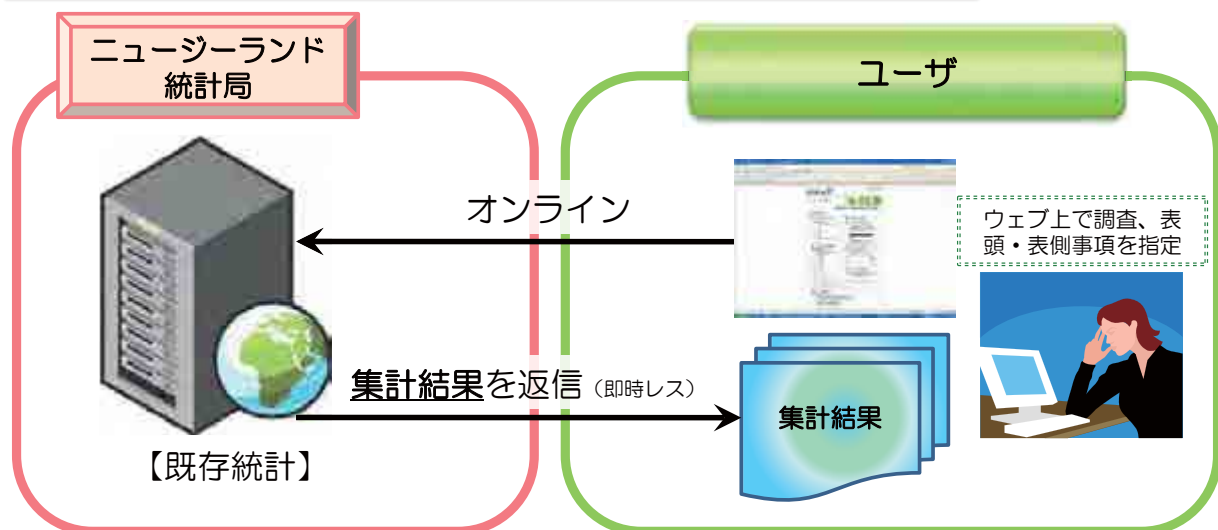 ニュージーランド
統計局
ユーザ
オンライン
ウェブ上で調査、表
頭・表側事項を指定
集計結果を返信（即時レス）
集計結果
【既存統計】